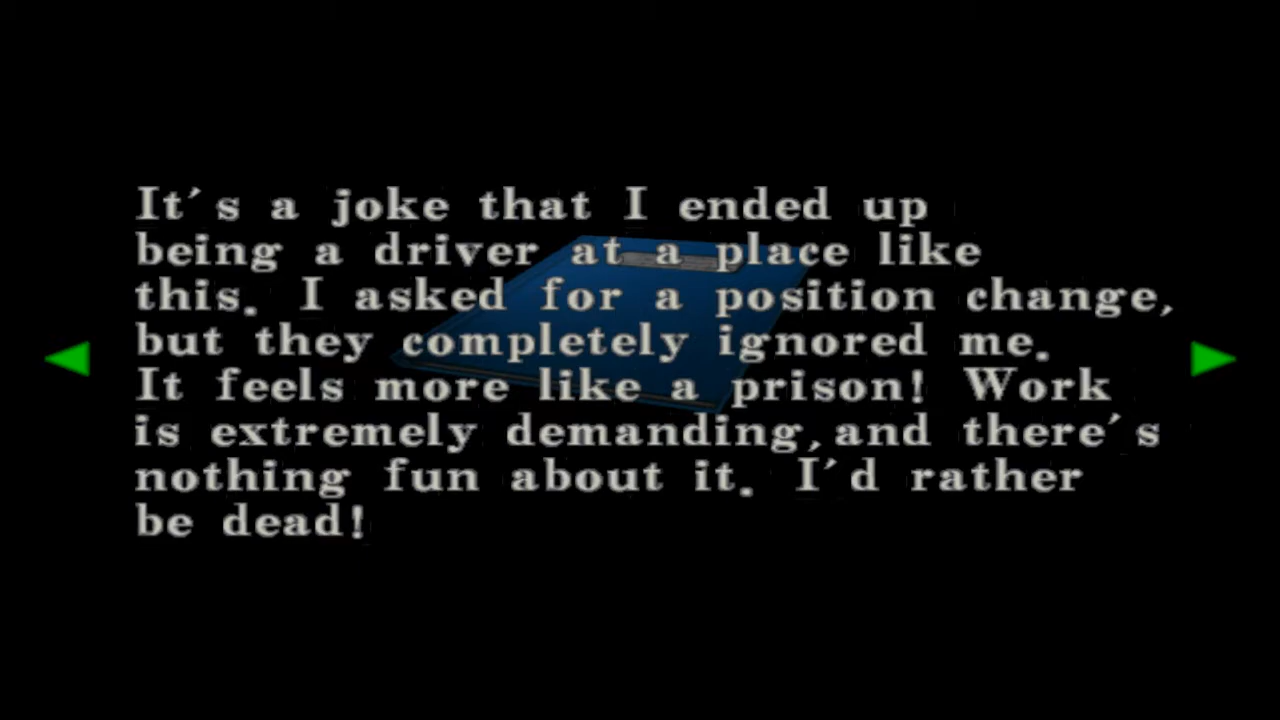 It's a joke that I ended up
being a driver at a place like
this. I asked for a position change,
but they completely ignored me.
It feels more like a prison! Work
is extremely demanding,and there's
nothing fun about it. I'd rather
be dead!